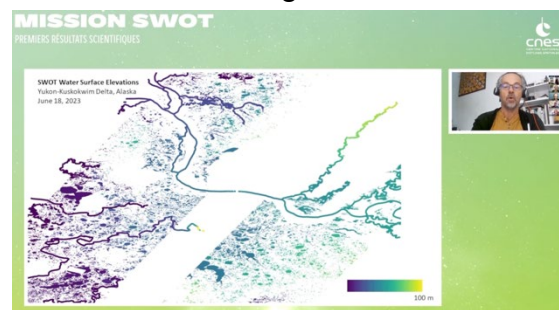 MISSION SWOT
PREMIERS RÉSULTATS SCIENTIFIQUES
cnes
SWOT Water Surface Elevations
Yukon-Kuskokwim Delta, Alaska
June 18, 2023
100 m